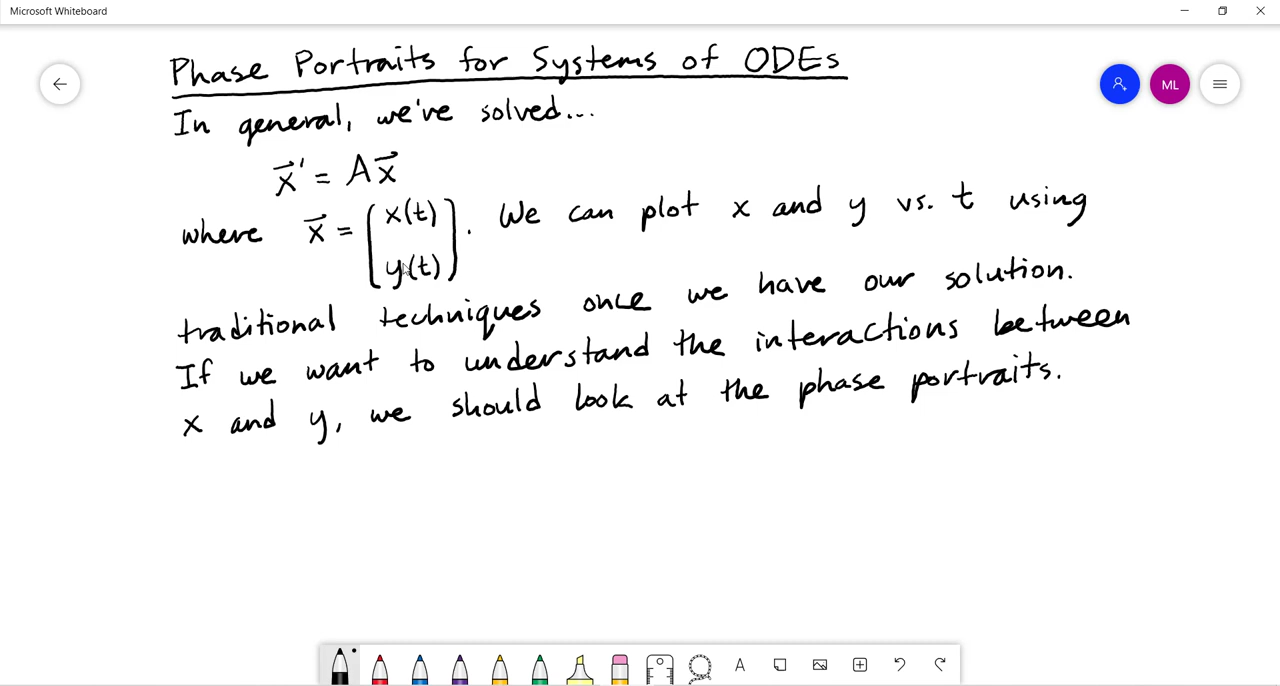 Microsoft Whiteboard
Phase Portraits for Systems of ODEs
ML
In general, we've solved...
x⃗' = Ax⃗
where x⃗ = (x(t) y(t)). We can plot x and y vs. t using
traditional techniques once we have our solution.
If we want to understand the interactions between
x and y, we should look at the phase portraits.
A